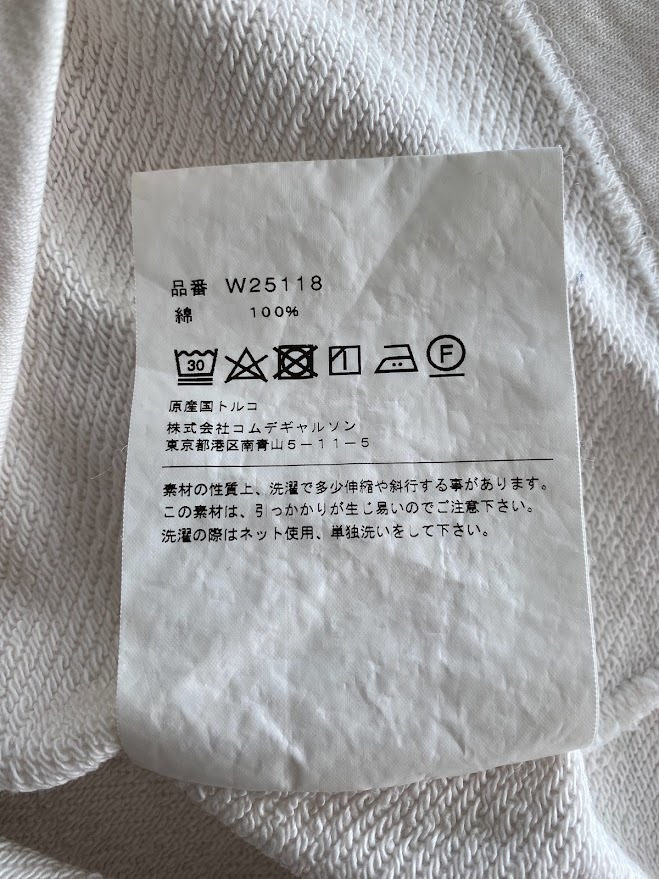 品番 W25118
綿 100%
30 F
原産国トルコ
株式会社コムデギャルソン
東京都港区南青山5－11－5
素材の性質上、洗濯で多少伸縮や斜行する事があります。
この素材は、引っかかりが生じ易いのでご注意下さい。
洗濯の際はネット使用、単独洗いをして下さい。